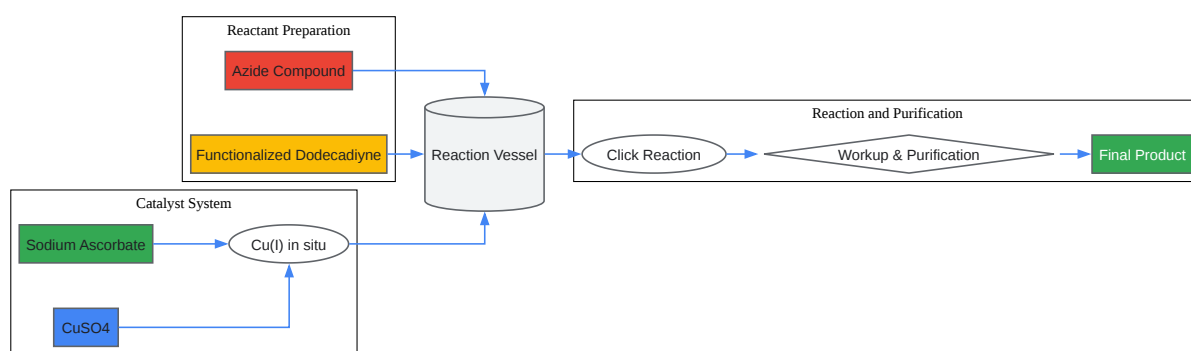 Reactant Preparation
Azide Compound
Functionalized Dodecadiyne
Reaction Vessel
Reaction and Purification
Click Reaction
Workup & Purification
Final Product
Catalyst System
Sodium Ascorbate
Cu(I) in situ
CuSO4